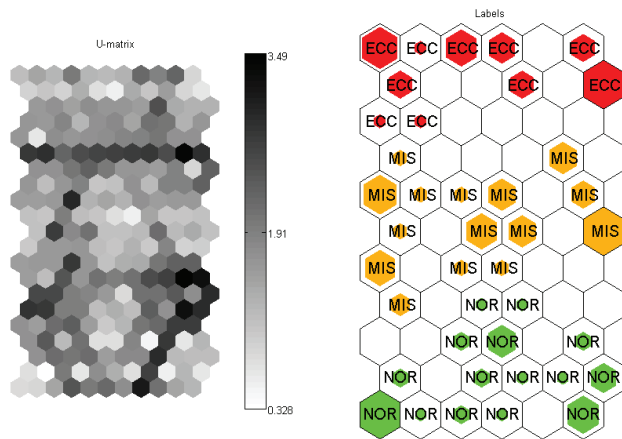 U-matrix
3.49
1.91
0.328
Labels
ECC ECC ECC ECC ECC
ECC ECC ECC
ECC ECC
MIS MIS
MIS MIS MIS MIS MIS
MIS MIS MIS MIS
MIS MIS MIS
MIS NOR NOR
NOR NOR NOR
NOR NOR NOR NOR NOR
NOR NOR NOR NOR NOR